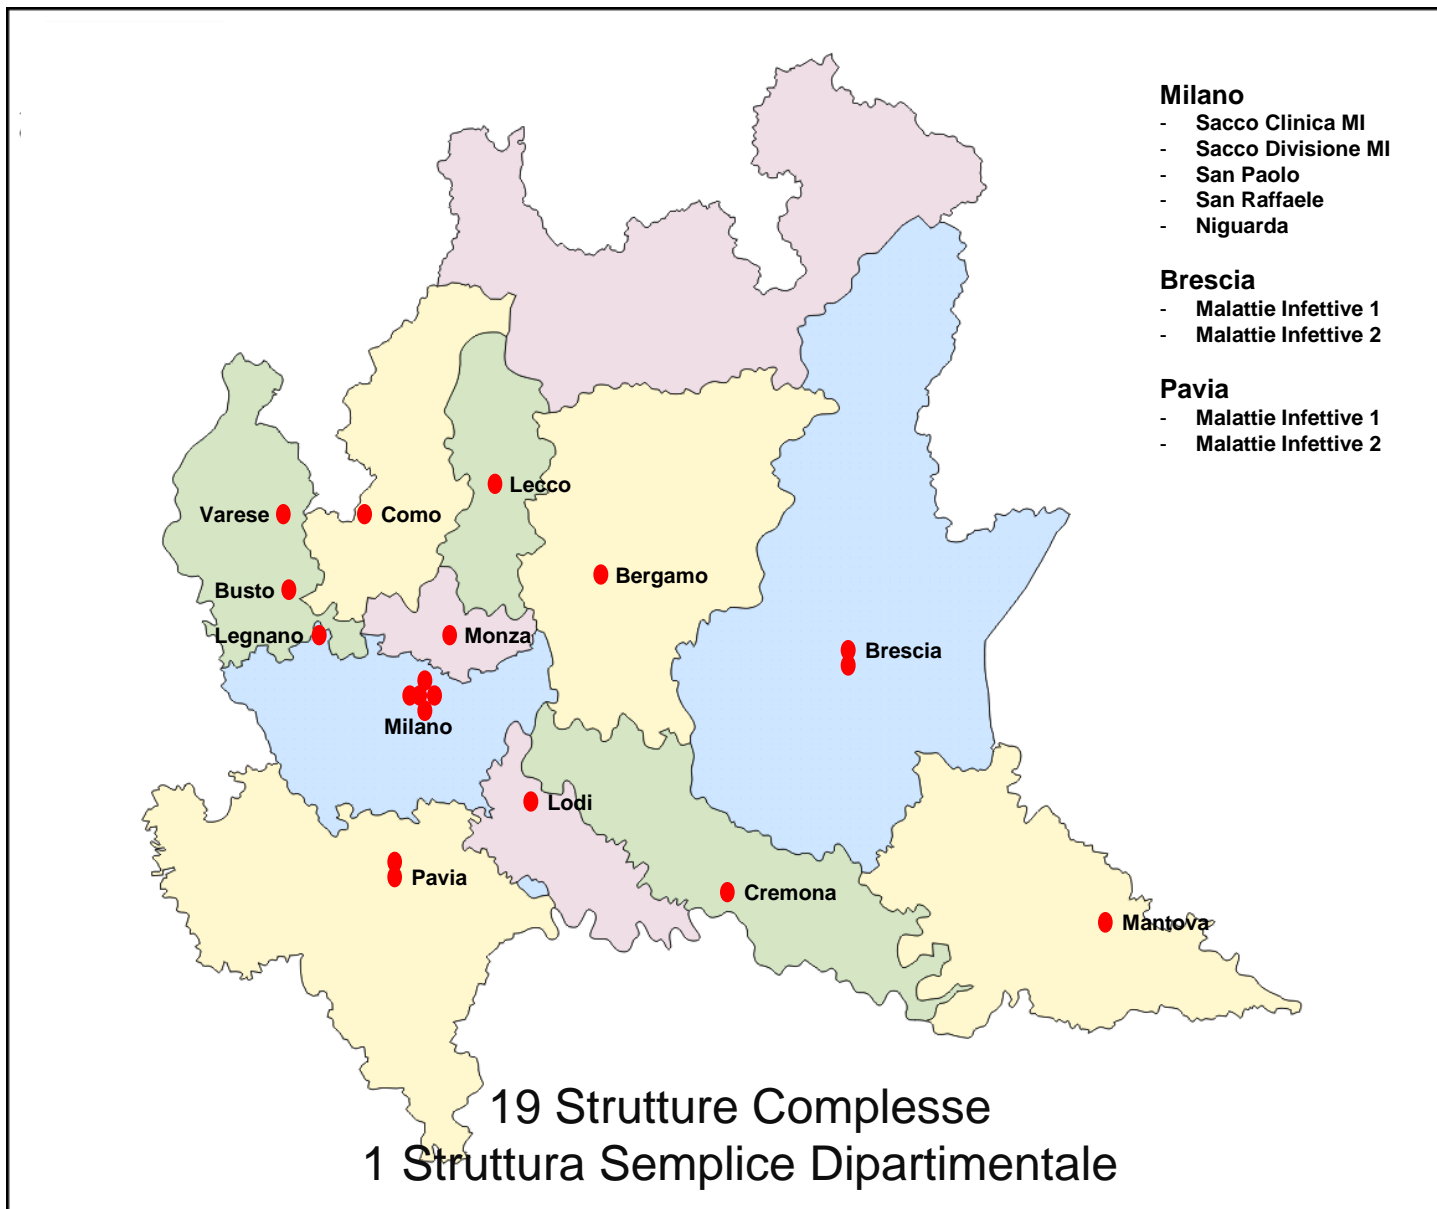 Milano
- Sacco Clinica MI
- Sacco Divisione MI
- San Paolo
- San Raffaele
- Niguarda
Brescia
- Malattie Infettive 1
- Malattie Infettive 2
Pavia
- Malattie Infettive 1
- Malattie Infettive 2
Lecco
Varese
Como
Bergamo
Busto
Legnano
Monza
Brescia
Milano
Lodi
Pavia
Cremona
Mantova
19 Strutture Complesse
1 Struttura Semplice Dipartimentale